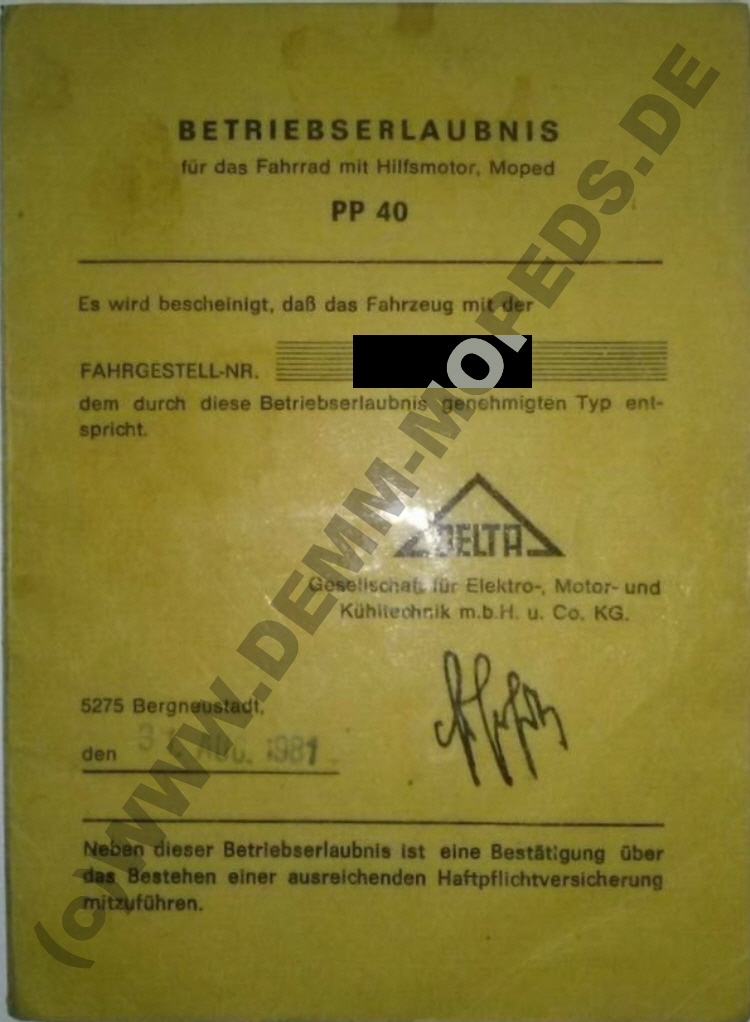 BETRIEBSERLAUBNIS
für das Fahrrad mit Hilfsmotor, Moped
PP 40
Es wird bescheinigt, daß das Fahrzeug mit der
FAHRGESTELL-NR.
dem durch diese Betriebserlaubnis genehmigten Typ ent-
spricht.
DELTA
Gesellschaft für Elektro-, Motor- und
Kühltechnik m.b.H. u. Co. KG.
5275 Bergneustadt,
den 31. AUG. 1981
Neben dieser Betriebserlaubnis ist eine Bestätigung über
das Bestehen einer ausreichenden Haftpflichtversicherung
mitzuführen.
(c)WWW.DEMM-MOPEDS.DE